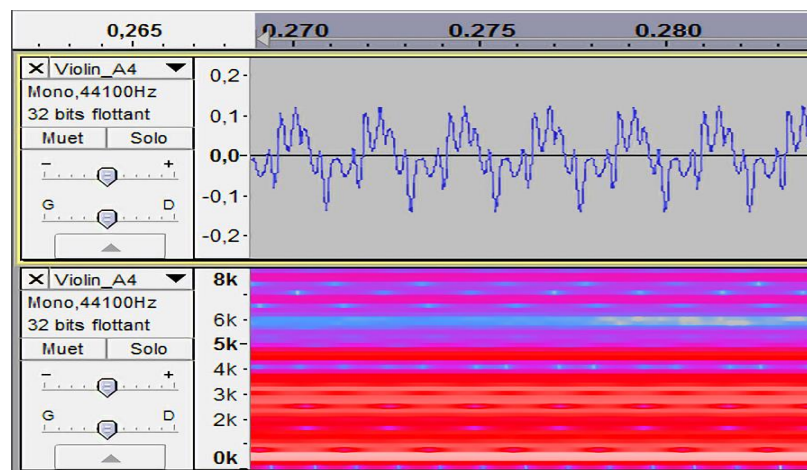 0,265 0.270 0.275 0.280
X Violin_A4
Mono,44100Hz
32 bits flottant
Muet Solo
- +
G D
0,2-
0,1-
0,0-
-0,1-
-0,2-
X Violin_A4
Mono,44100Hz
32 bits flottant
Muet Solo
- +
G D
8k
6k-
5k-
4k-
3k-
2k-
0k